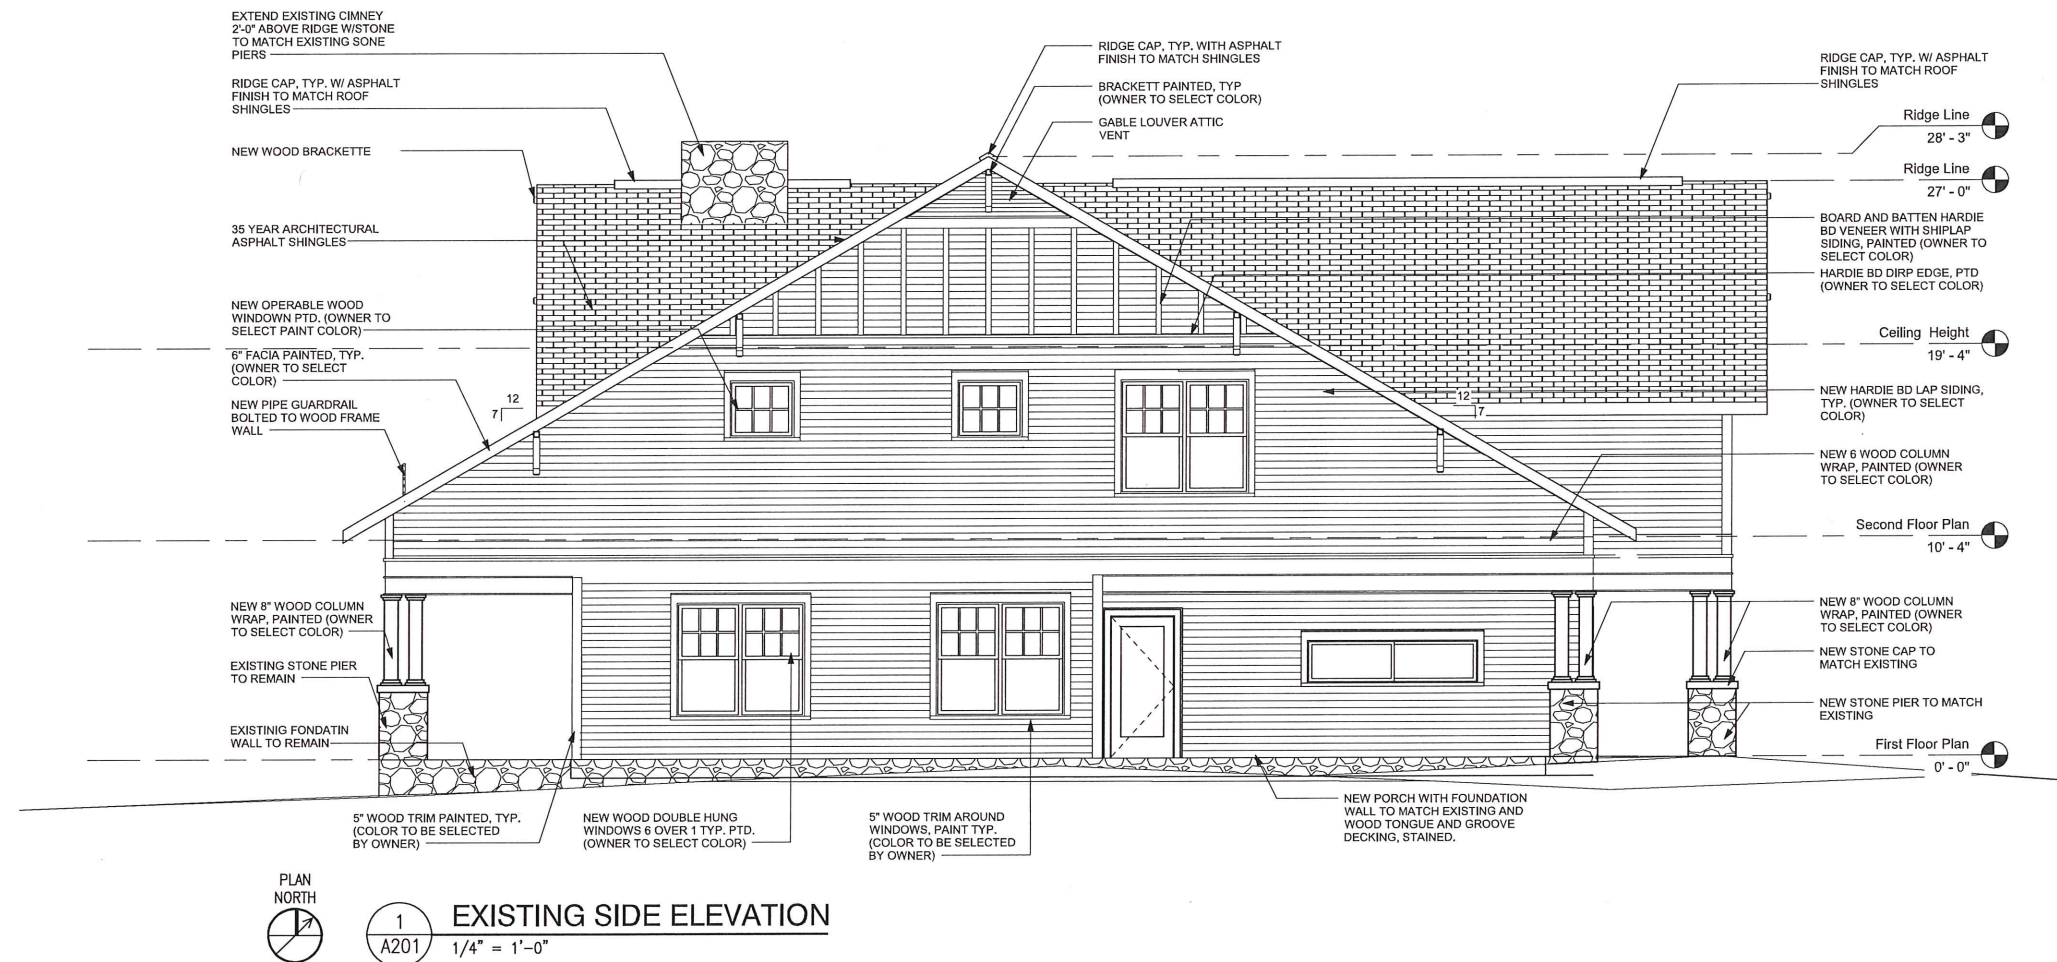 EXTEND EXISTING CIMNEY
2'-0" ABOVE RIDGE W/STONE
TO MATCH EXISTING SONE
PIERS
RIDGE CAP, TYP. W/ ASPHALT
FINISH TO MATCH ROOF
SHINGLES
NEW WOOD BRACKETTE
35 YEAR ARCHITECTURAL
ASPHALT SHINGLES
NEW OPERABLE WOOD
WINDOWN PTD. (OWNER TO
SELECT PAINT COLOR)
6" FACIA PAINTED, TYP.
(OWNER TO SELECT
COLOR)
NEW PIPE GUARDRAIL
BOLTED TO WOOD FRAME
WALL
12
7
NEW 8" WOOD COLUMN
WRAP, PAINTED (OWNER
TO SELECT COLOR)
EXISTING STONE PIER
TO REMAIN
EXISTINIG FONDATIN
WALL TO REMAIN
RIDGE CAP, TYP. WITH ASPHALT
FINISH TO MATCH SHINGLES
BRACKETT PAINTED, TYP
(OWNER TO SELECT COLOR)
GABLE LOUVER ATTIC
VENT
RIDGE CAP, TYP. W/ ASPHALT
FINISH TO MATCH ROOF
SHINGLES
Ridge Line
28' - 3"
Ridge Line
27' - 0"
BOARD AND BATTEN HARDIE
BD VENEER WITH SHIPLAP
SIDING, PAINTED (OWNER TO
SELECT COLOR)
HARDIE BD DIRP EDGE, PTD
(OWNER TO SELECT COLOR)
Ceiling Height
19' - 4"
12
7
NEW HARDIE BD LAP SIDING,
TYP. (OWNER TO SELECT
COLOR)
NEW 6 WOOD COLUMN
WRAP, PAINTED (OWNER
TO SELECT COLOR)
Second Floor Plan
10' - 4"
NEW 8" WOOD COLUMN
WRAP, PAINTED (OWNER
TO SELECT COLOR)
NEW STONE CAP TO
MATCH EXISTING
NEW STONE PIER TO MATCH
EXISTING
First Floor Plan
0' - 0"
5" WOOD TRIM PAINTED, TYP.
(COLOR TO BE SELECTED
BY OWNER)
NEW WOOD DOUBLE HUNG
WINDOWS 6 OVER 1 TYP. PTD.
(OWNER TO SELECT COLOR)
5" WOOD TRIM AROUND
WINDOWS, PAINT TYP.
(COLOR TO BE SELECTED
BY OWNER)
NEW PORCH WITH FOUNDATION
WALL TO MATCH EXISTING AND
WOOD TONGUE AND GROOVE
DECKING, STAINED.
PLAN
NORTH
1
A201
EXISTING SIDE ELEVATION
1/4" = 1'-0"